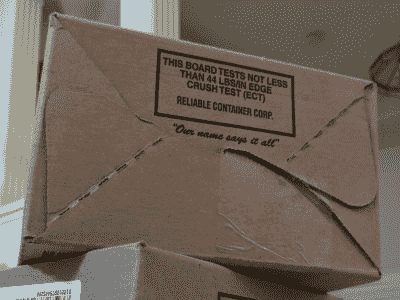 THIS BOARD TESTS NOT LESS
THAN 44 LBS/IN EDGE
CRUSH TEST (ECT)
RELIABLE CONTAINER CORP.
"Our name says it all"